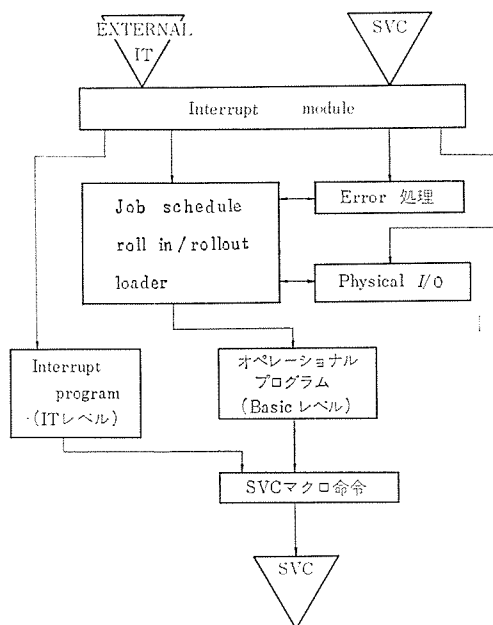 EXTERNAL
IT
SVC
Interrupt module
Job schedule
roll in/rollout
loader
Error 処理
Physical I/O
Interrupt
program
(ITレベル)
オペレーショナル
プログラム
(Basic レベル)
SVCマクロ命令
SVC